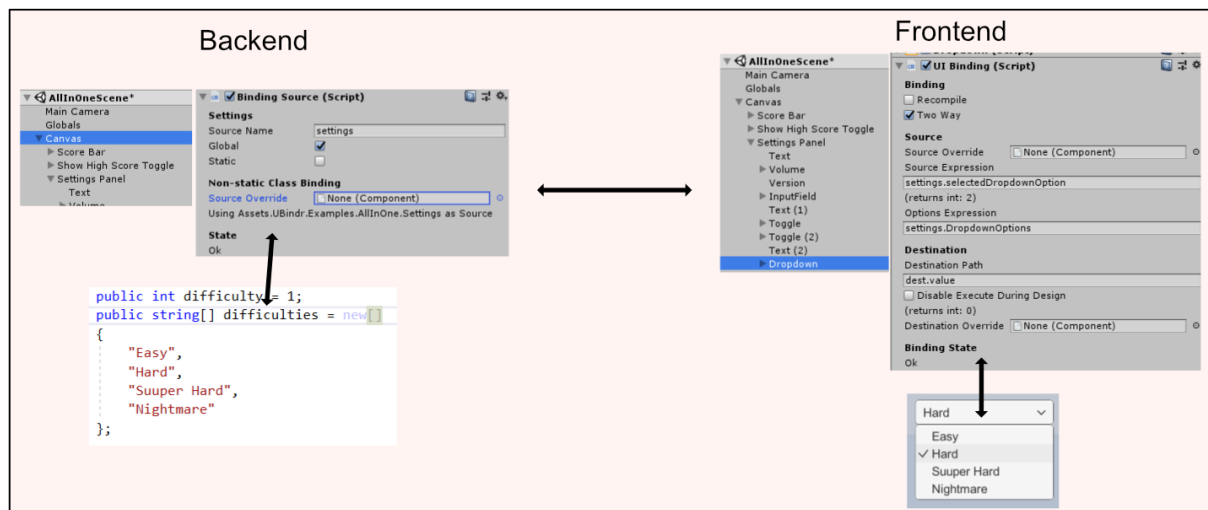 Backend
AllInOneScene*
Main Camera
Globals
Canvas
Score Bar
Show High Score Toggle
Settings Panel
Text
Volume
Binding Source (Script)
Settings
Source Name settings
Global
Static
Non-static Class Binding
Source Override None (Component)
Using Assets.UBindr.Examples.AllInOne.Settings as Source
State
Ok
public int difficulty = 1;
public string[] difficulties = new[]
{
"Easy",
"Hard",
"Suuper Hard",
"Nightmare"
};
Frontend
AllInOneScene*
Main Camera
Globals
Canvas
Score Bar
Show High Score Toggle
Settings Panel
Text
Volume
Version
InputField
Text (1)
Toggle
Toggle (2)
Text (2)
Dropdown
Dropdown (Script)
UI Binding (Script)
Binding
Recompile
Two Way
Source
Source Override None (Component)
Source Expression
settings.selectedDropdownOption
(returns int: 2)
Options Expression
settings.DropdownOptions
Destination
Destination Path
dest.value
Disable Execute During Design
(returns int: 0)
Destination Override None (Component)
Binding State
Ok
Hard
Easy
Hard
Suuper Hard
Nightmare